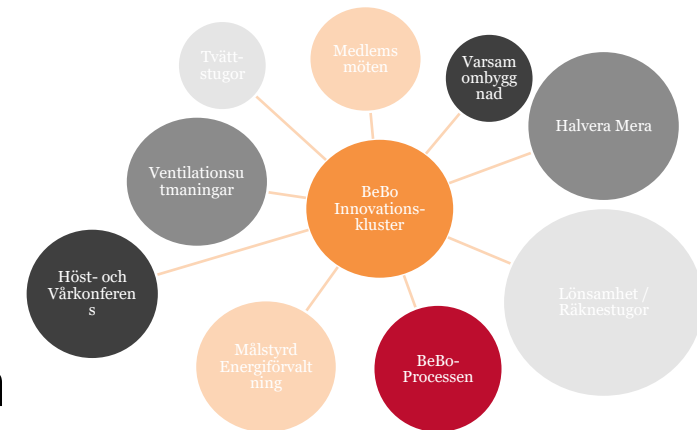 Tvätt-
stugor
Medlems
möten
Varsam
ombygg
nad
Halvera Mera
Ventilationsu
tmaningar
BeBo
Innovations-
kluster
Höst- och
Vårkonferen
s
Lönsamhet /
Räknestugor
Målstyrd
Energiförvalt
ning
BeBo-
Processen